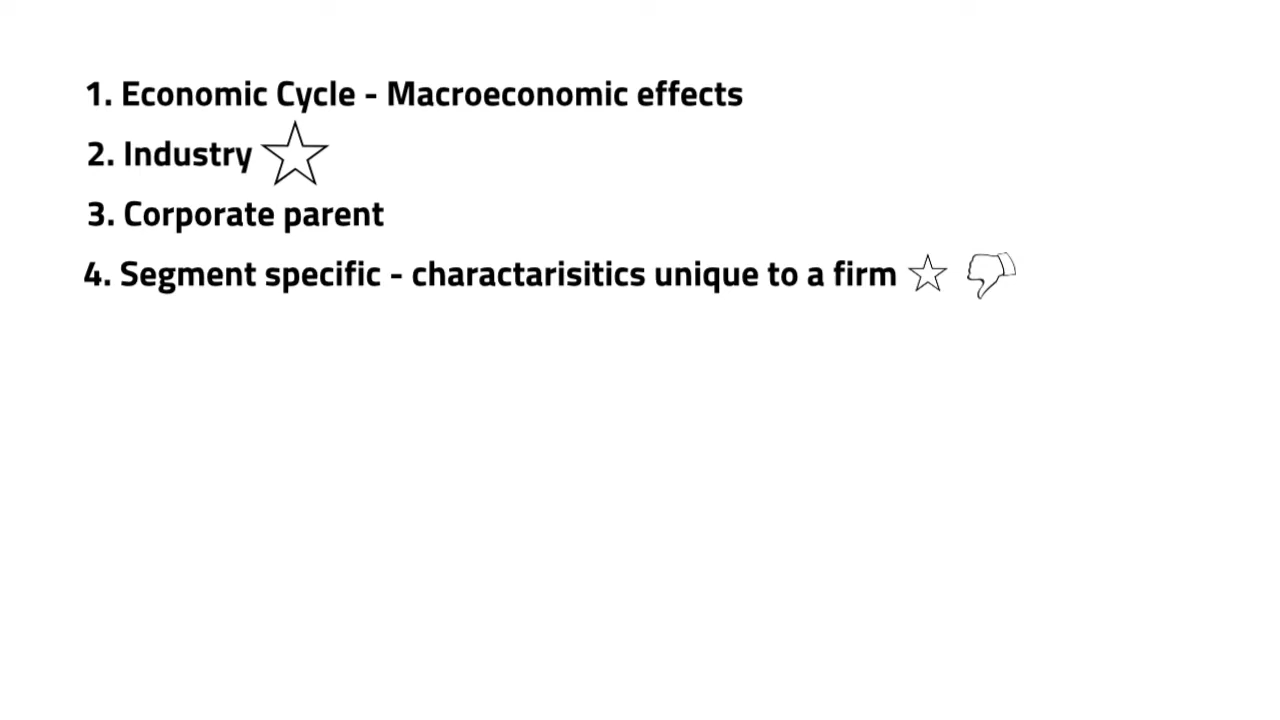 1. Economic Cycle - Macroeconomic effects
2. Industry
3. Corporate parent
4. Segment specific - charactarisitics unique to a firm